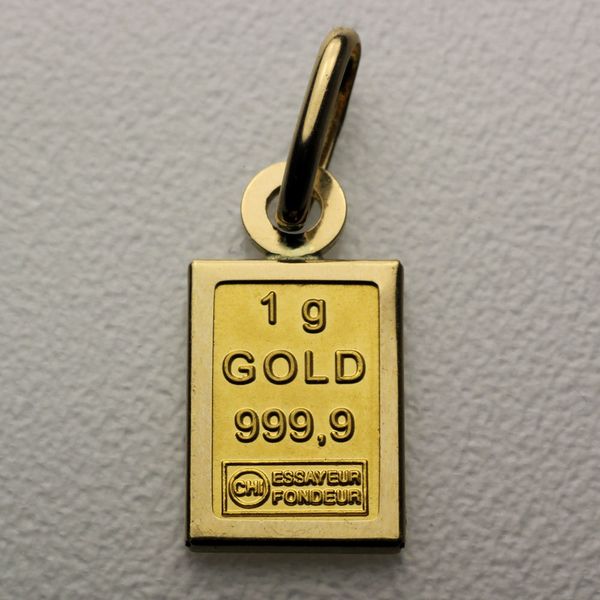 1 g
GOLD
999,9
CHI ESSAYEUR
FONDEUR